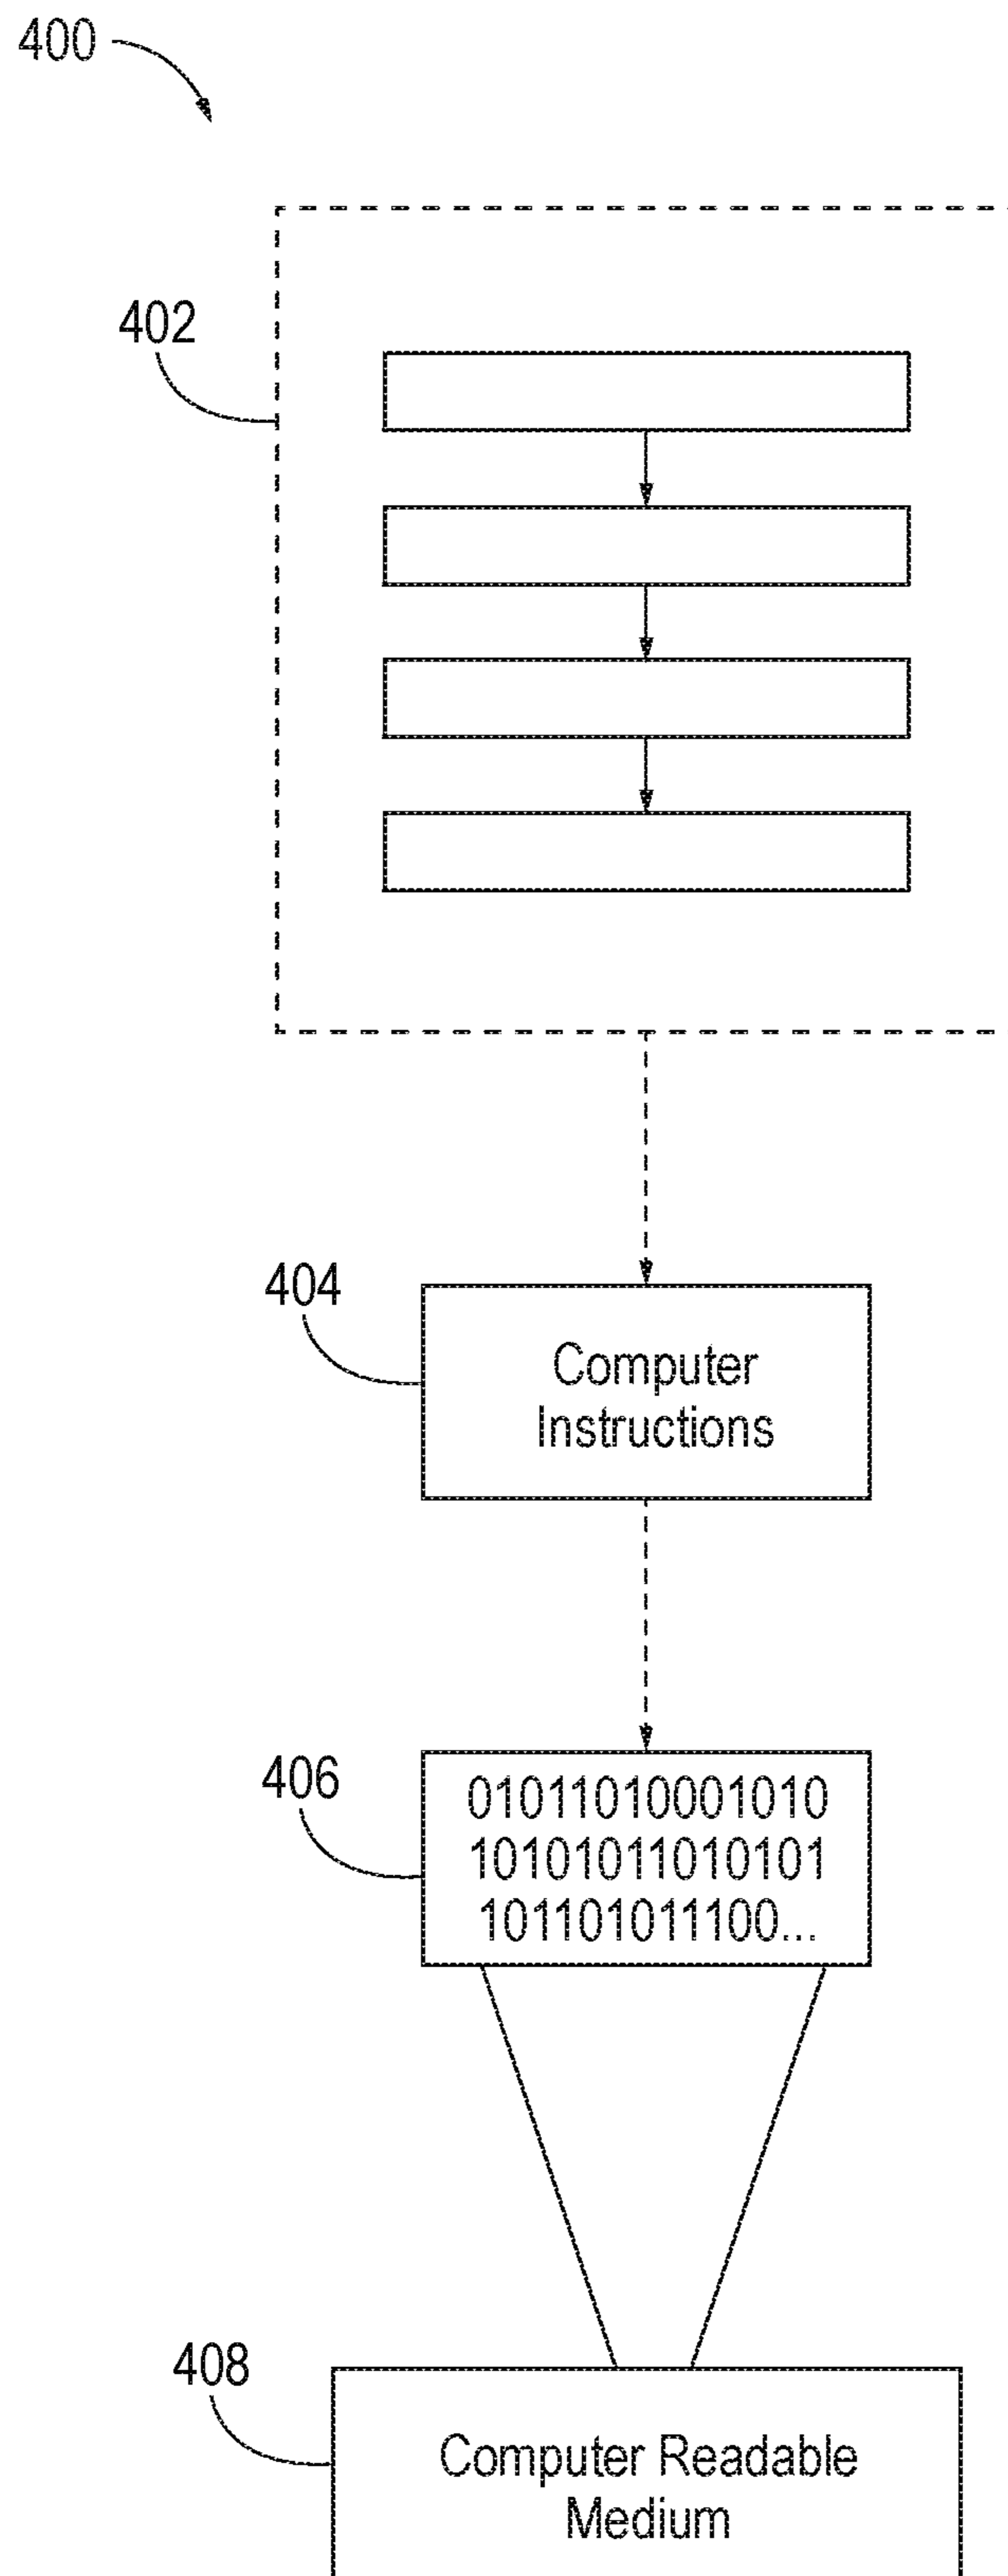 400
402
404
Computer
Instructions
406
01011010001010
10101011010101
101101011100...
408
Computer Readable
Medium